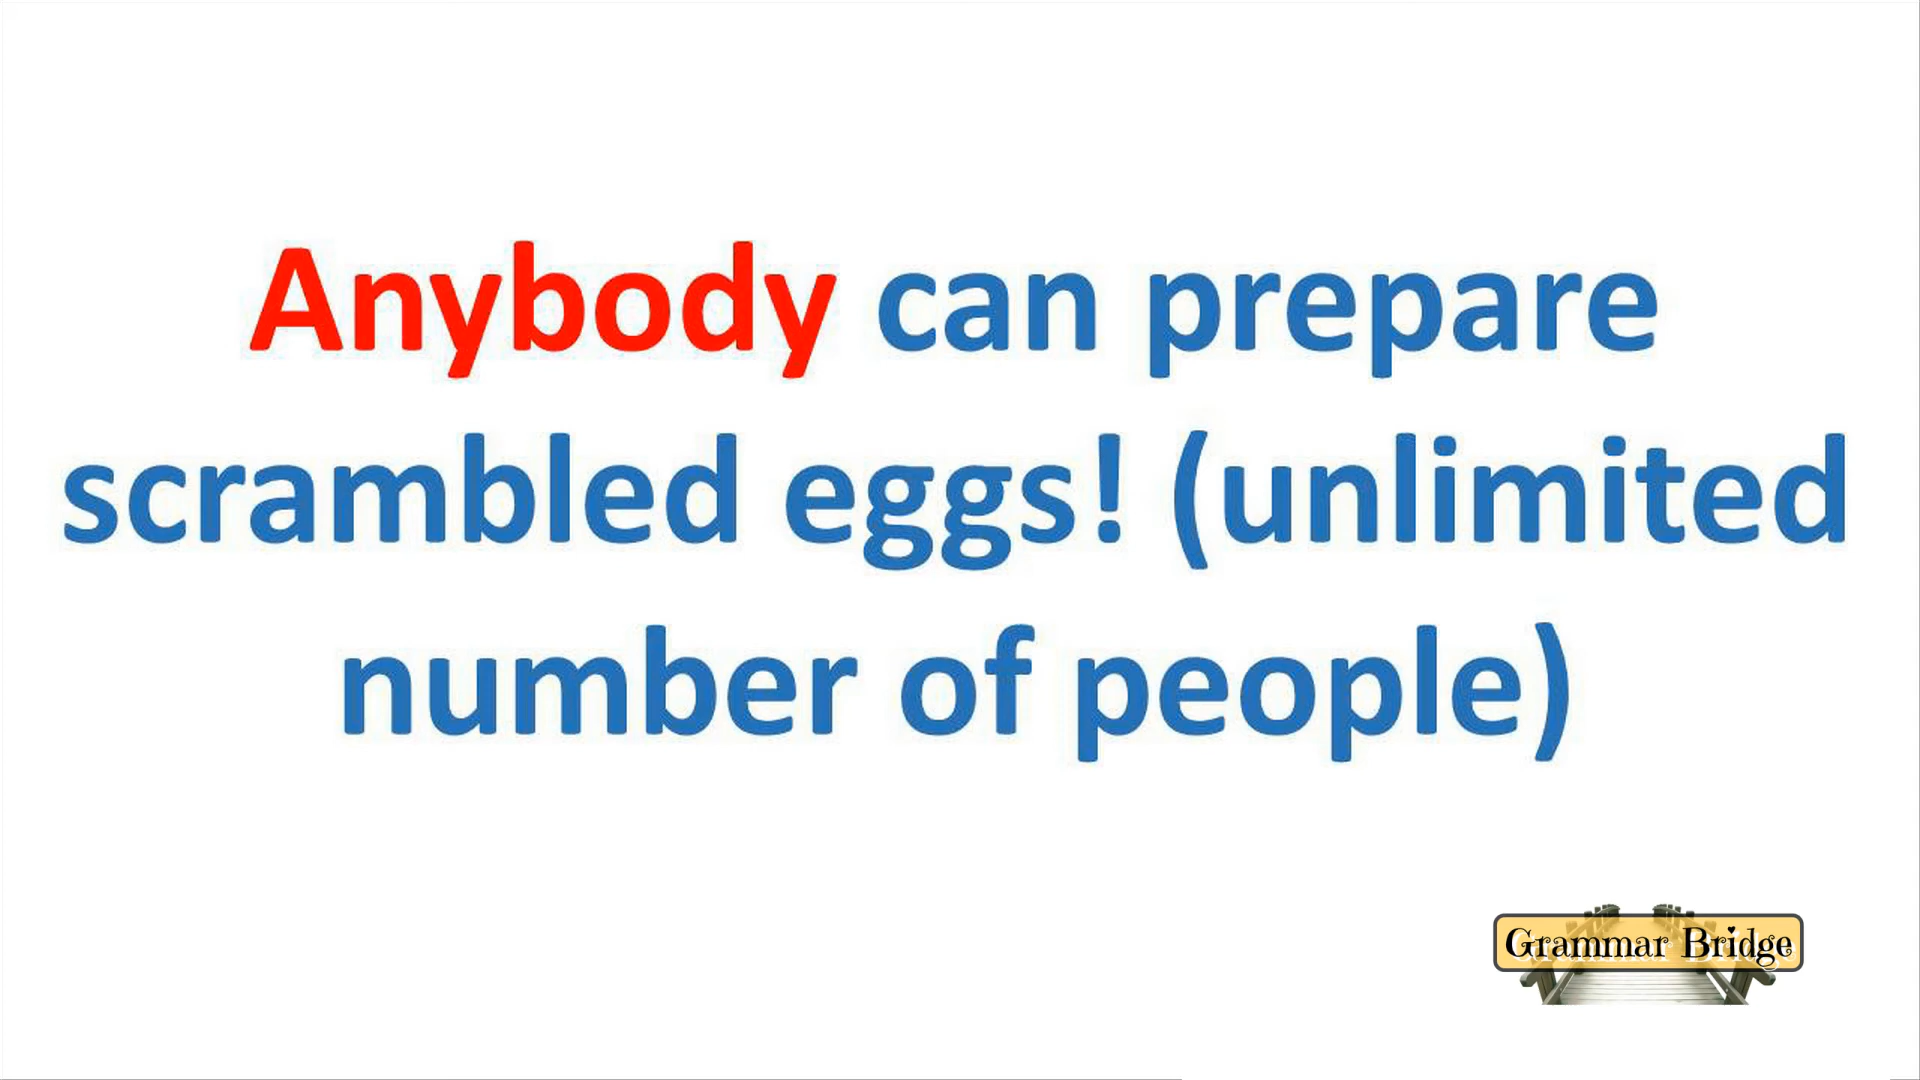 Anybody can prepare
scrambled eggs! (unlimited
number of people)
Grammar Bridge